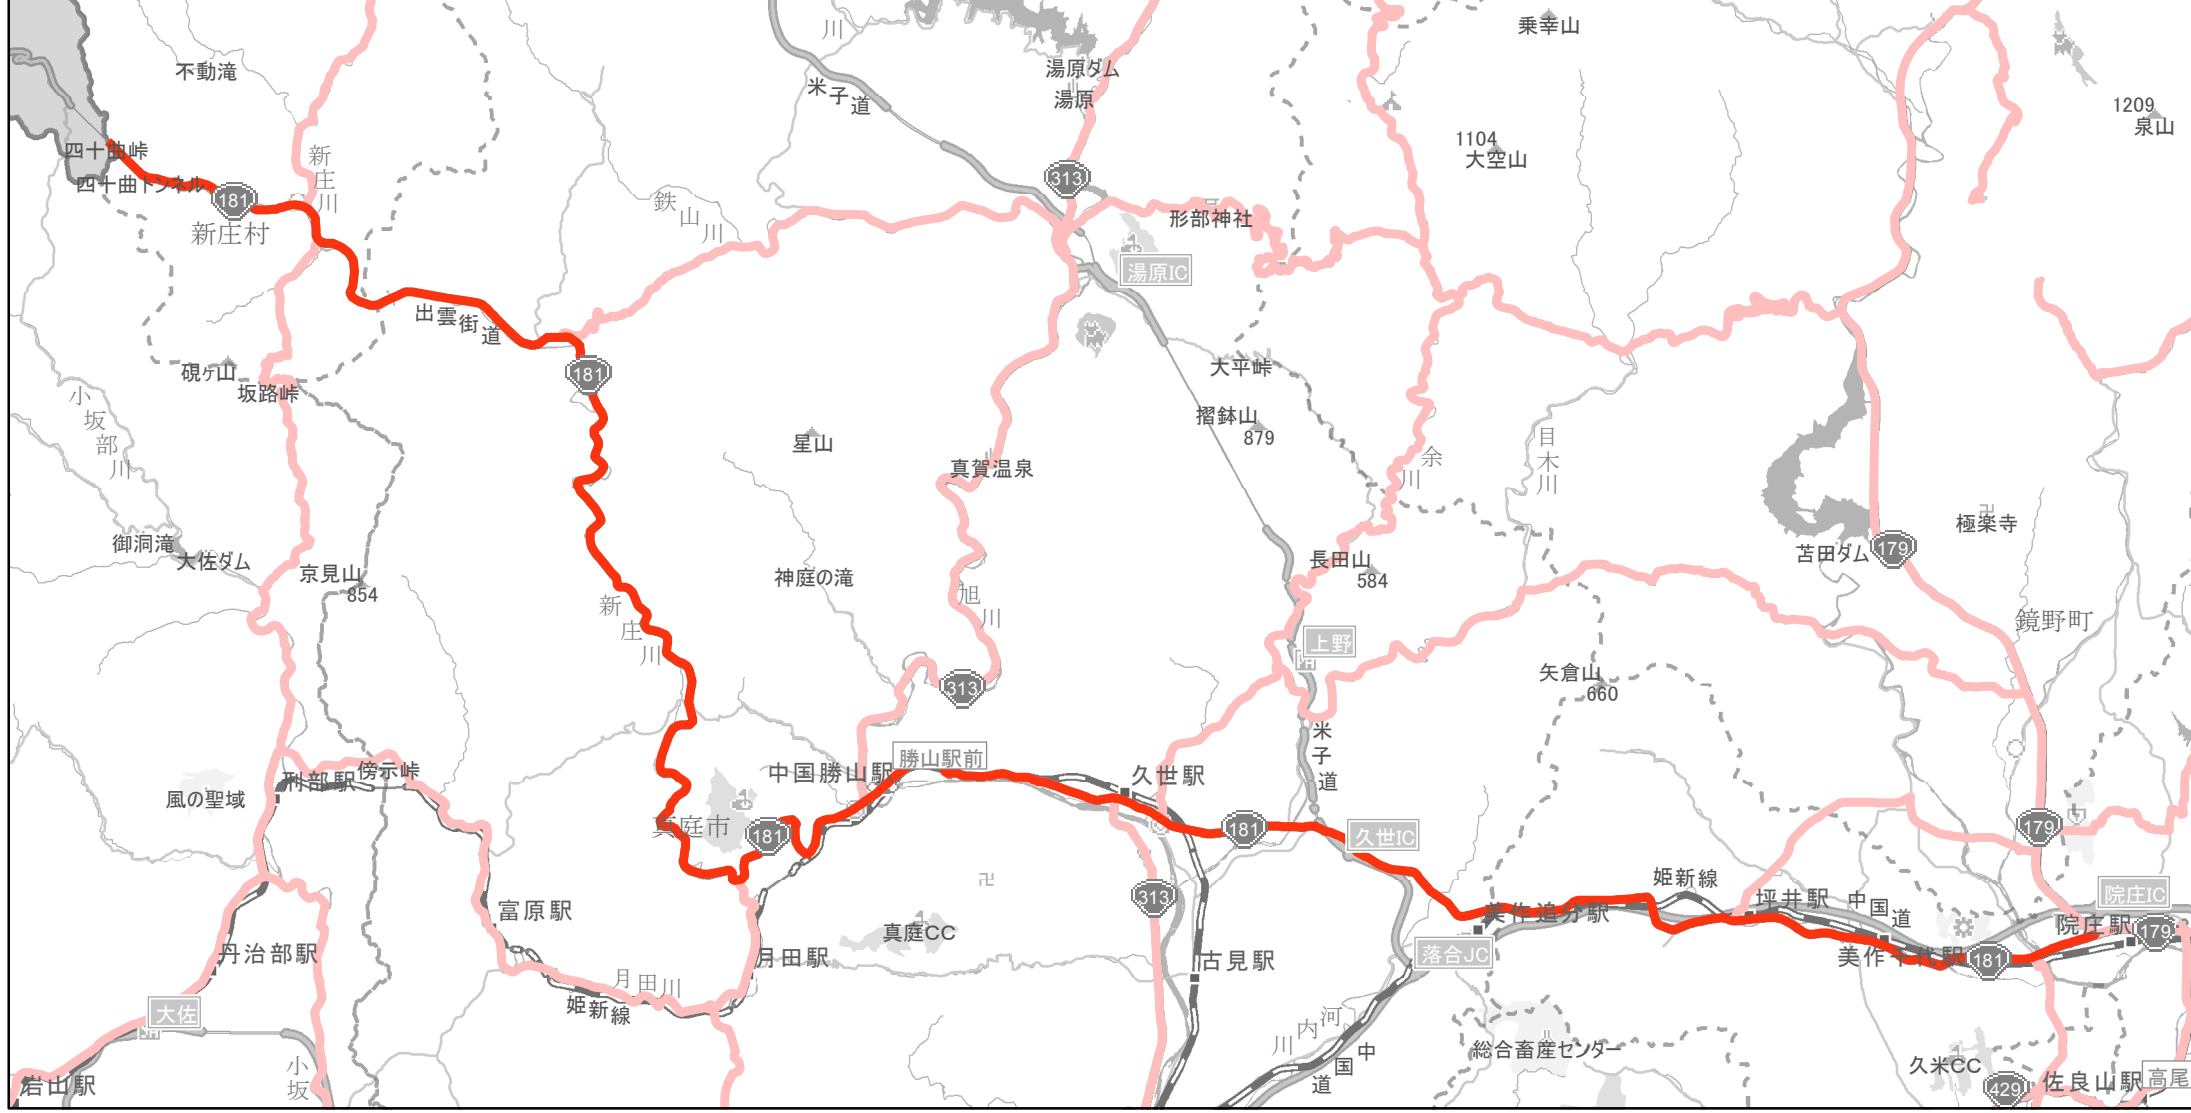 乗幸山
川
不動滝
湯原ダム
湯原
米子道
1209
泉山
1104
大空山
四十曲峠
四十曲トンネル
新庄川
181
新庄村
313
鉄山川
形部神社
湯原IC
出雲街道
181
硯ヶ山
坂路峠
大平峠
摺鉢山
879
小坂部川
星山
真賀温泉
余川
目木川
極楽寺
苫田ダム
179
御洞滝
大佐ダム
京見山
854
神庭の滝
長田山
584
旭川
新庄川
鏡野町
上野
313
矢倉山
660
米子道
勝山駅前
中国勝山駅
久世駅
刑部駅
傍示峠
風の聖域
真庭市
181
181
久世IC
179
姫新線
坪井駅
中国道
院庄IC
313
富原駅
美作追分駅
院庄駅
179
真庭CC
丹治部駅
月田駅
古見駅
落合JC
美作千代駅
181
月田川
姫新線
大佐
河内川
中国道
総合畜産センター
久米CC
小坂
岩山駅
429
佐良山駅
高尾